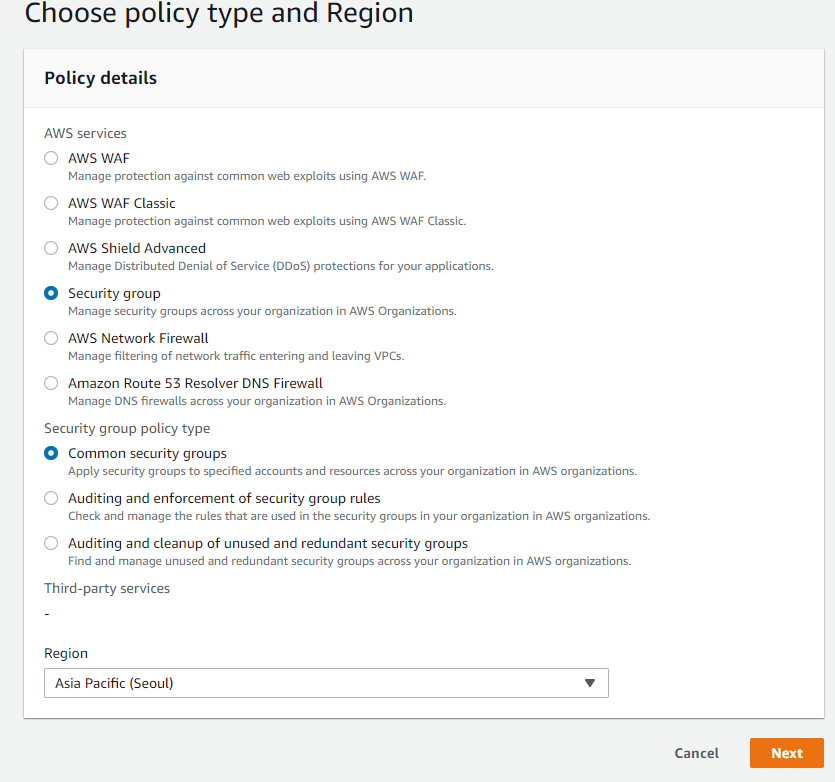 Choose policy type and Region
Policy details
AWS services
AWS WAF
Manage protection against common web exploits using AWS WAF.
AWS WAF Classic
Manage protection against common web exploits using AWS WAF Classic.
AWS Shield Advanced
Manage Distributed Denial of Service (DDoS) protections for your applications.
Security group
Manage security groups across your organization in AWS Organizations.
AWS Network Firewall
Manage filtering of network traffic entering and leaving VPCs.
Amazon Route 53 Resolver DNS Firewall
Manage DNS firewalls across your organization in AWS Organizations.
Security group policy type
Common security groups
Apply security groups to specified accounts and resources across your organization in AWS organizations.
Auditing and enforcement of security group rules
Check and manage the rules that are used in the security groups in your organization in AWS organizations.
Auditing and cleanup of unused and redundant security groups
Find and manage unused and redundant security groups across your organization in AWS organizations.
Third-party services
-
Region
Asia Pacific (Seoul)
Cancel Next